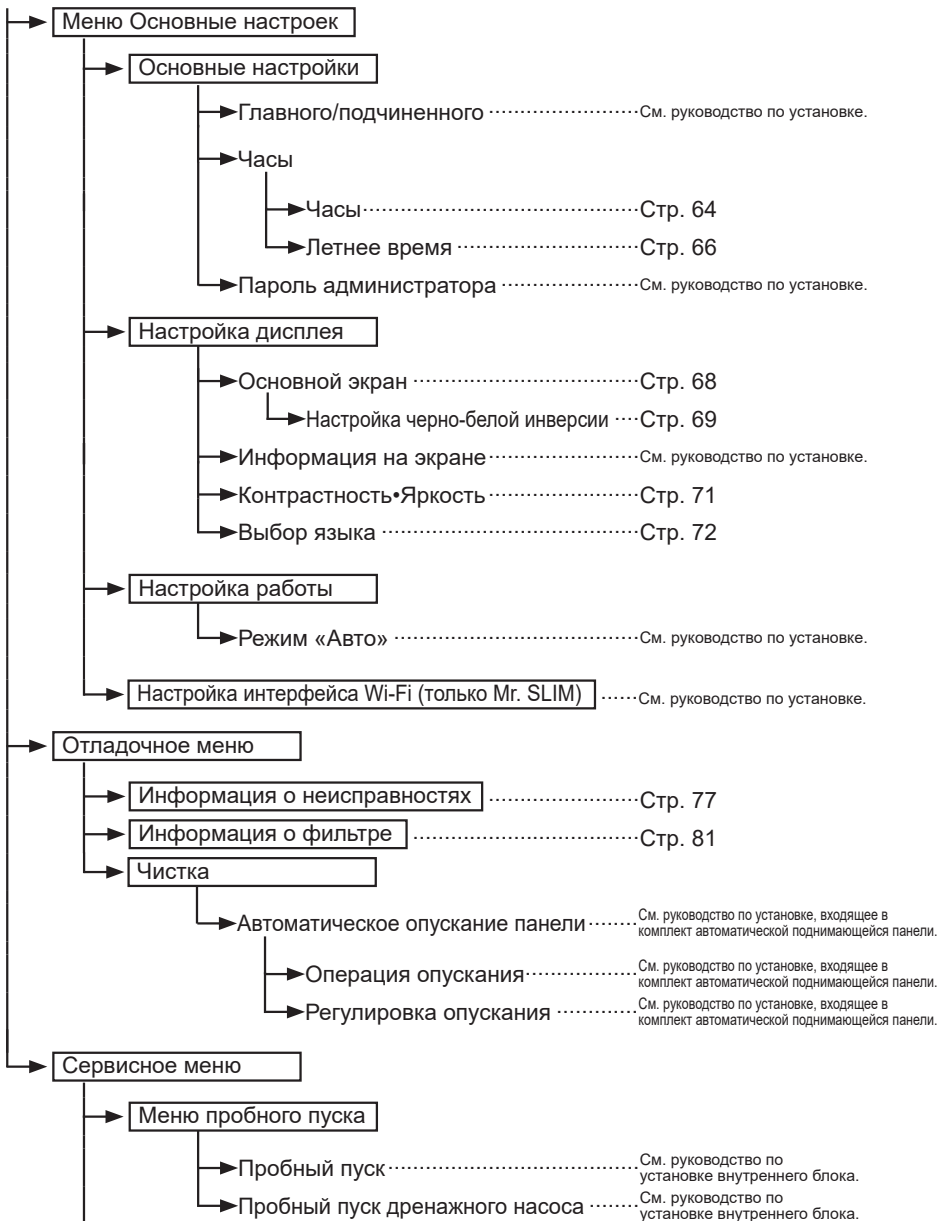 Меню Основные настроек
Основные настройки
Главного/подчиненного ····················· См. руководство по установке.
Часы
Часы ······································ Стр. 64
Летнее время ························· Стр. 66
Пароль администратора ··················· См. руководство по установке.
Настройка дисплея
Основной экран ······························· Стр. 68
Настройка черно-белой инверсии ···· Стр. 69
Информация на экране ····················· См. руководство по установке.
Контрастность•Яркость ····················· Стр. 71
Выбор языка ···································· Стр. 72
Настройка работы
Режим «Авто» ·································· См. руководство по установке.
Настройка интерфейса Wi-Fi (только Mr. SLIM) ······ См. руководство по установке.
Отладочное меню
Информация о неисправностях ····················· Стр. 77
Информация о фильтре ······························· Стр. 81
Чистка
Автоматическое опускание панели ······· См. руководство по установке, входящее в
комплект автоматической поднимающейся панели.
Операция опускания ··············· См. руководство по установке, входящее в
комплект автоматической поднимающейся панели.
Регулировка опускания ············ См. руководство по установке, входящее в
комплект автоматической поднимающейся панели.
Сервисное меню
Меню пробного пуска
Пробный пуск ·································· См. руководство по
установке внутреннего блока.
Пробный пуск дренажного насоса ······· См. руководство по
установке внутреннего блока.